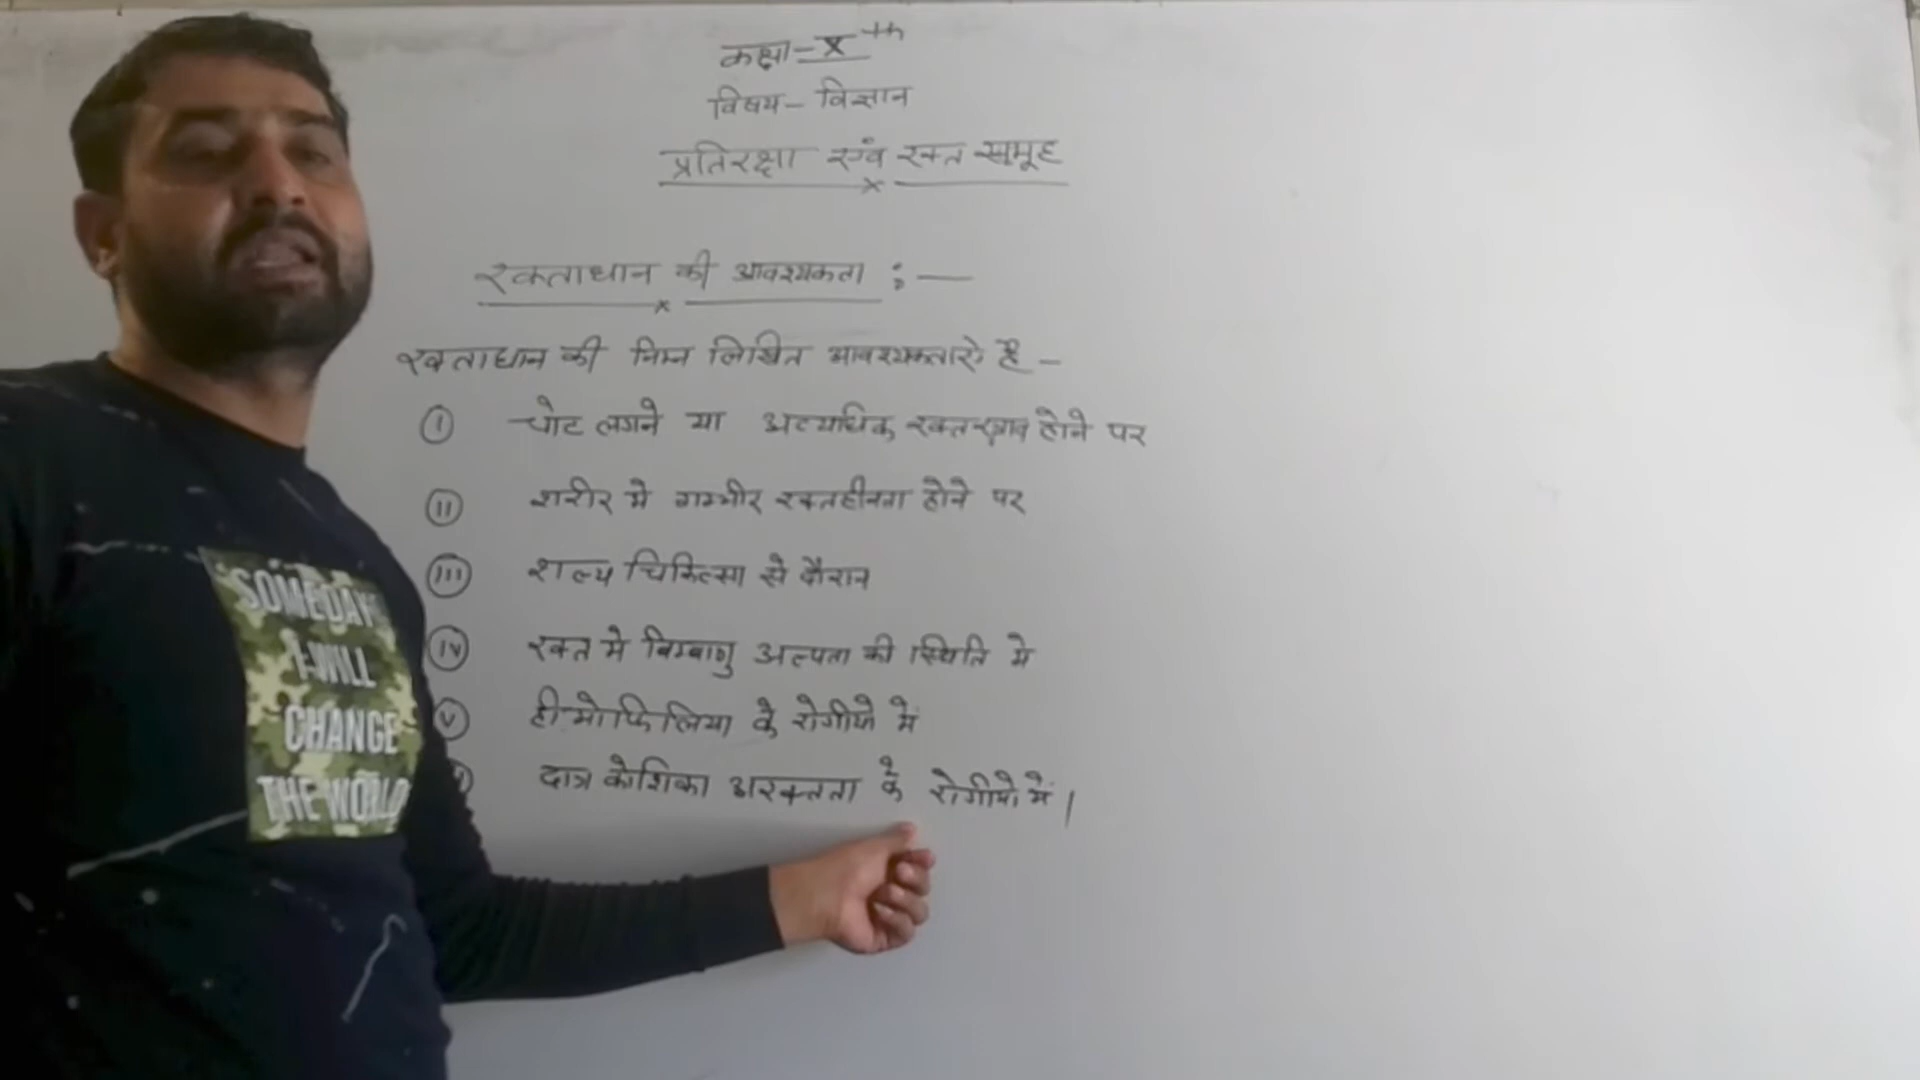 कक्षा - Xth
विषय - विज्ञान
प्रतिरक्षा एवं रक्त समूह
रक्ताधान की आवश्यकता :—
रक्ताधान की निम्न लिखित आवश्यकताऐ है -
(I) चोट लगने या अत्याधिक रक्तस्त्राव होने पर
(II) शरीर मे गम्भीर रक्तहीनता होने पर
(III) शल्य चिकित्सा से दौरान
(IV) रक्त मे बिम्बाणु अल्पता की स्थिति मे
(V) हीमोफिलिया के रोगीयो में
दात्र कोशिका अरक्तता के रोगीयो में।
SOMEDAY
I WILL
CHANGE
THE WORLD